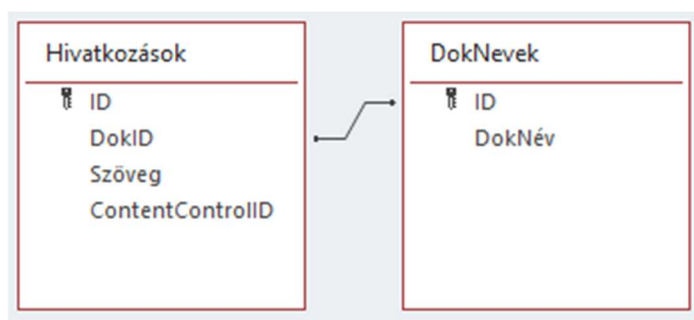 Hivatkozások
ID
DokID
Szöveg
ContentControlID
DokNevek
ID
DokNév